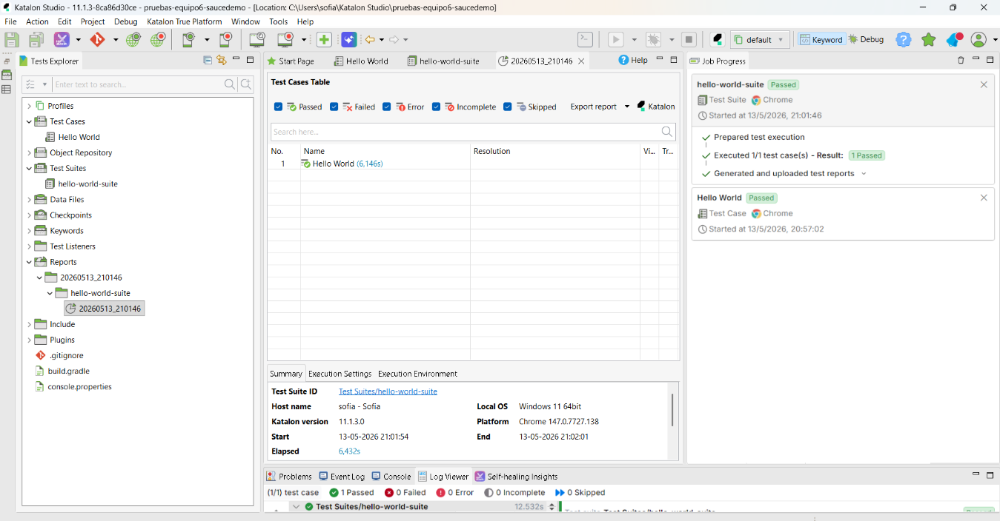 Katalon Studio - 11.1.3-8ca86d30ce - pruebas-equipo6-saucedemo - [Location: C:\Users\sofia\Katalon Studio\pruebas-equipo6-saucedemo]
File Action Edit Project Debug Katalon True Platform Window Tools Help
default Keyword Debug
Tests Explorer
Enter text to search...
Profiles
Test Cases
Hello World
Object Repository
Test Suites
hello-world-suite
Data Files
Checkpoints
Keywords
Test Listeners
Reports
20260513_210146
hello-world-suite
20260513_210146
Include
Plugins
.gitignore
build.gradle
console.properties
Start Page Hello World hello-world-suite 20260513_210146 Help
Test Cases Table
Passed Failed Error Incomplete Skipped Export report Katalon
Search here...
No. Name Resolution Vi... Tr...
1 Hello World (6,146s)
Summary Execution Settings Execution Environment
Test Suite ID Test Suites/hello-world-suite
Host name sofia - Sofia Local OS Windows 11 64bit
Katalon version 11.1.3.0 Platform Chrome 147.0.7727.138
Start 13-05-2026 21:01:54 End 13-05-2026 21:02:01
Elapsed 6,432s
Job Progress
hello-world-suite Passed
Test Suite Chrome
Started at 13/5/2026, 21:01:46
Prepared test execution
Executed 1/1 test case(s) - Result: 1 Passed
Generated and uploaded test reports
Hello World Passed
Test Case Chrome
Started at 13/5/2026, 20:57:02
Problems Event Log Console Log Viewer Self-healing Insights
(1/1) test case 1 Passed 0 Failed 0 Error 0 Incomplete 0 Skipped
Test Suites/hello-world-suite 12.532s